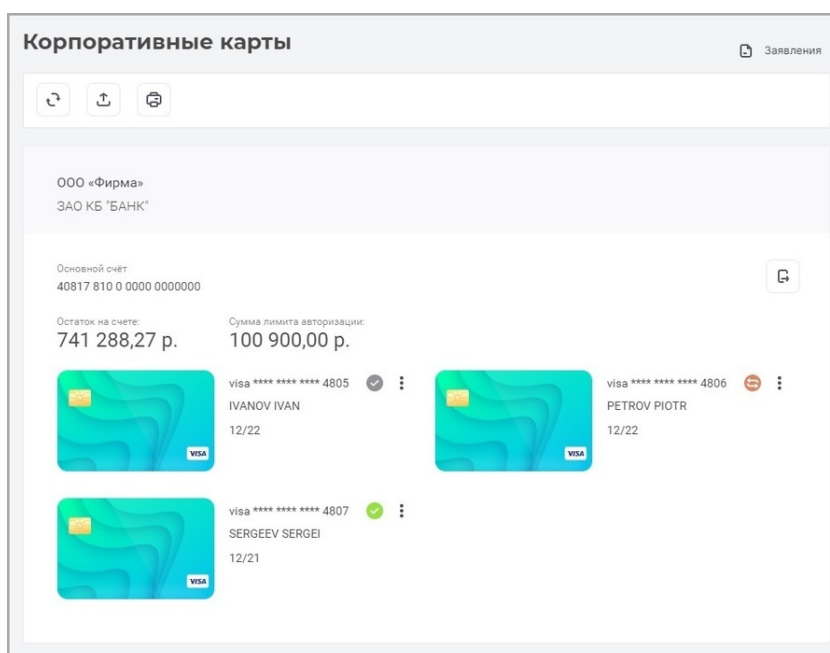 Корпоративные карты
Заявления
ООО «Фирма»
ЗАО КБ "БАНК"
Основной счёт
40817 810 0 0000 0000000
Остаток на счете:
741 288,27 р.
Сумма лимита авторизации:
100 900,00 р.
VISA
visa **** **** **** 4805
IVANOV IVAN
12/22
VISA
visa **** **** **** 4806
PETROV PIOTR
12/22
VISA
visa **** **** **** 4807
SERGEEV SERGEI
12/21